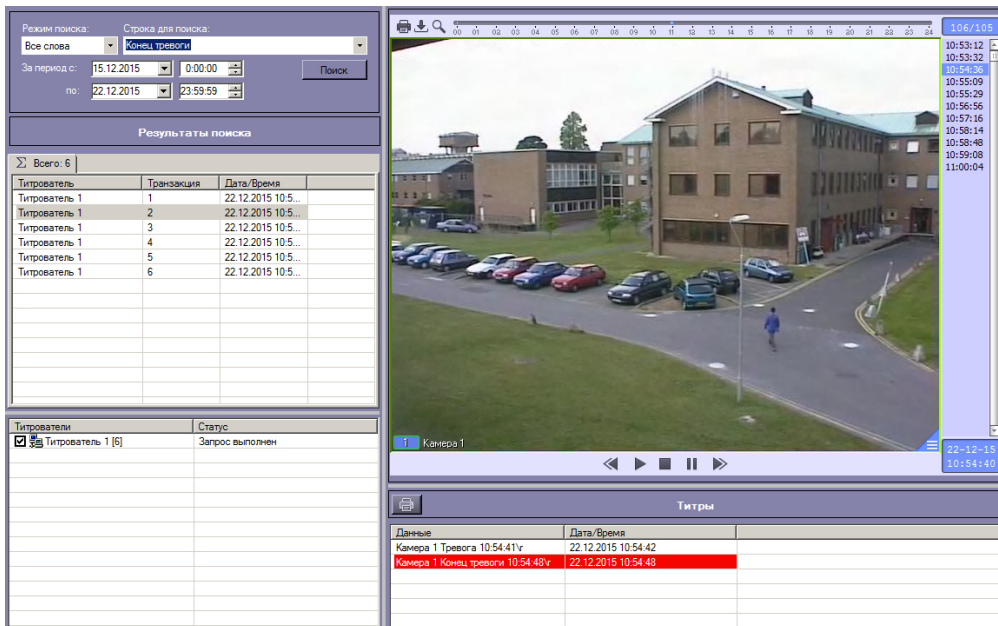 Режим поиска: Строка для поиска:
Все слова Конец тревоги
За период с: 15.12.2015 0:00:00 Поиск
по: 22.12.2015 23:59:59
Результаты поиска
Σ Всего: 6
Титрователь Транзакция Дата/Время
Титрователь 1 1 22.12.2015 10:5...
Титрователь 1 2 22.12.2015 10:5...
Титрователь 1 3 22.12.2015 10:5...
Титрователь 1 4 22.12.2015 10:5...
Титрователь 1 5 22.12.2015 10:5...
Титрователь 1 6 22.12.2015 10:5...
Титрователи Статус
Титрователь 1 [6] Запрос выполнен
00 01 02 03 04 05 06 07 08 09 10 11 12 13 14 15 16 17 18 19 20 21 22 23 24
106/105
10:53:12
10:53:32
10:54:36
10:55:09
10:55:29
10:56:56
10:57:16
10:58:14
10:58:48
10:59:08
11:00:04
1 Камера 1
22-12-15
10:54:40
Титры
Данные Дата/Время
Камера 1 Тревога 10:54:41\r 22.12.2015 10:54:42
Камера 1 Конец тревоги 10:54:48\r 22.12.2015 10:54:48